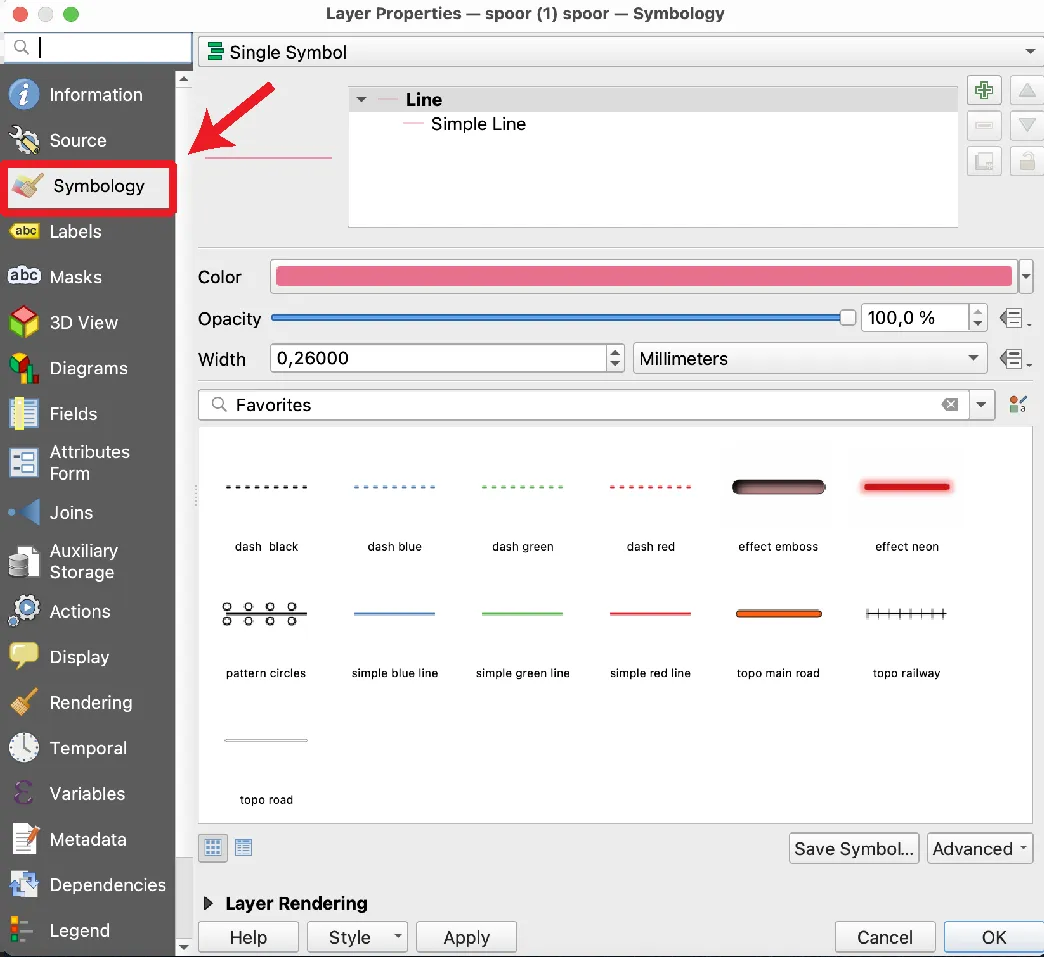 Layer Properties — spoor (1) spoor — Symbology
Information
Source
Symbology
Labels
abc
Masks
abc
3D View
Diagrams
Fields
Attributes
Form
Joins
Auxiliary
Storage
Actions
Display
Rendering
Temporal
Variables
Metadata
Dependencies
Legend
Single Symbol
Line
Simple Line
Color
Opacity
100,0 %
Width
0,26000
Millimeters
Favorites
dash  black
dash blue
dash green
dash red
effect emboss
effect neon
pattern circles
simple blue line
simple green line
simple red line
topo main road
topo railway
topo road
Save Symbol...
Advanced
Layer Rendering
Help
Style
Apply
Cancel
OK